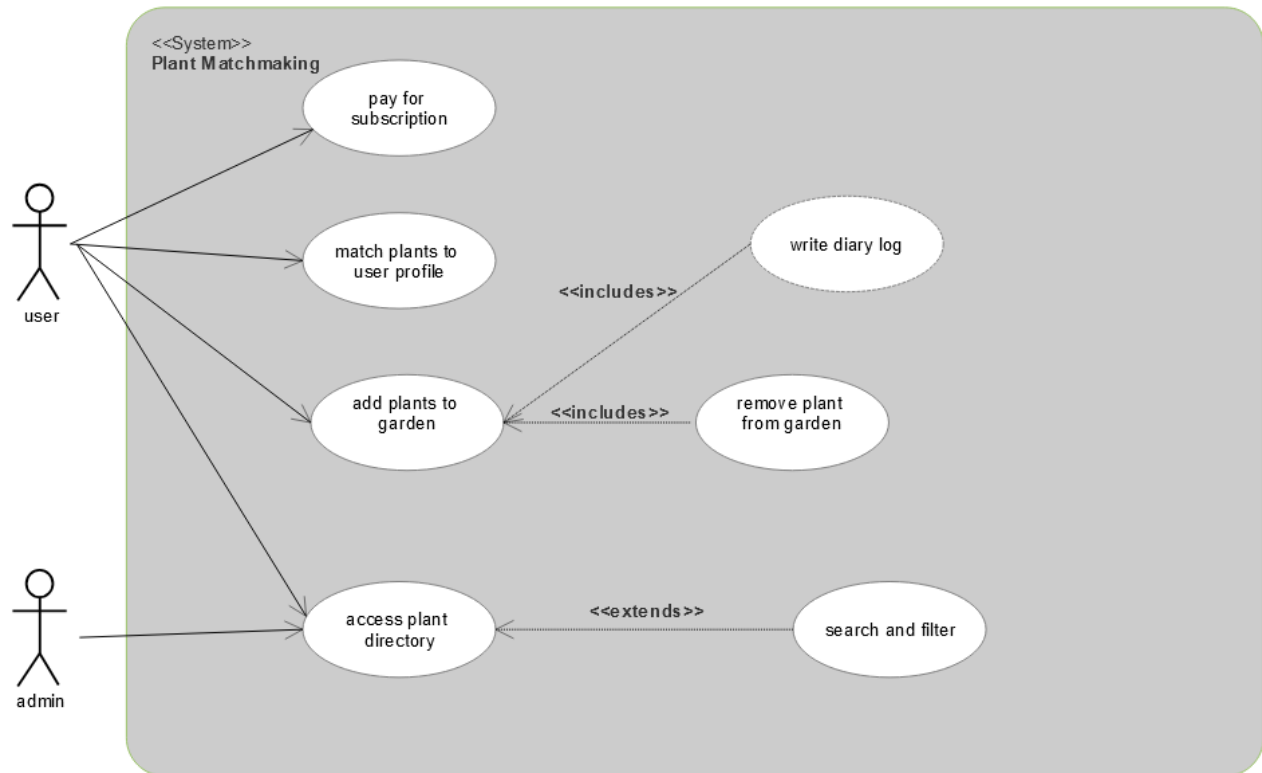 <<System>>
Plant Matchmaking
pay for
subscription
user
match plants to
user profile
write diary log
<<includes>>
add plants to
garden
<<includes>>
remove plant
from garden
admin
access plant
directory
<<extends>>
search and filter